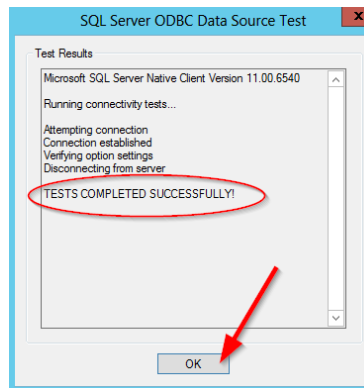 SQL Server ODBC Data Source Test
x
Test Results
Microsoft SQL Server Native Client Version 11.00.6540
Running connectivity tests...
Attempting connection
Connection established
Verifying option settings
Disconnecting from server
TESTS COMPLETED SUCCESSFULLY!
OK